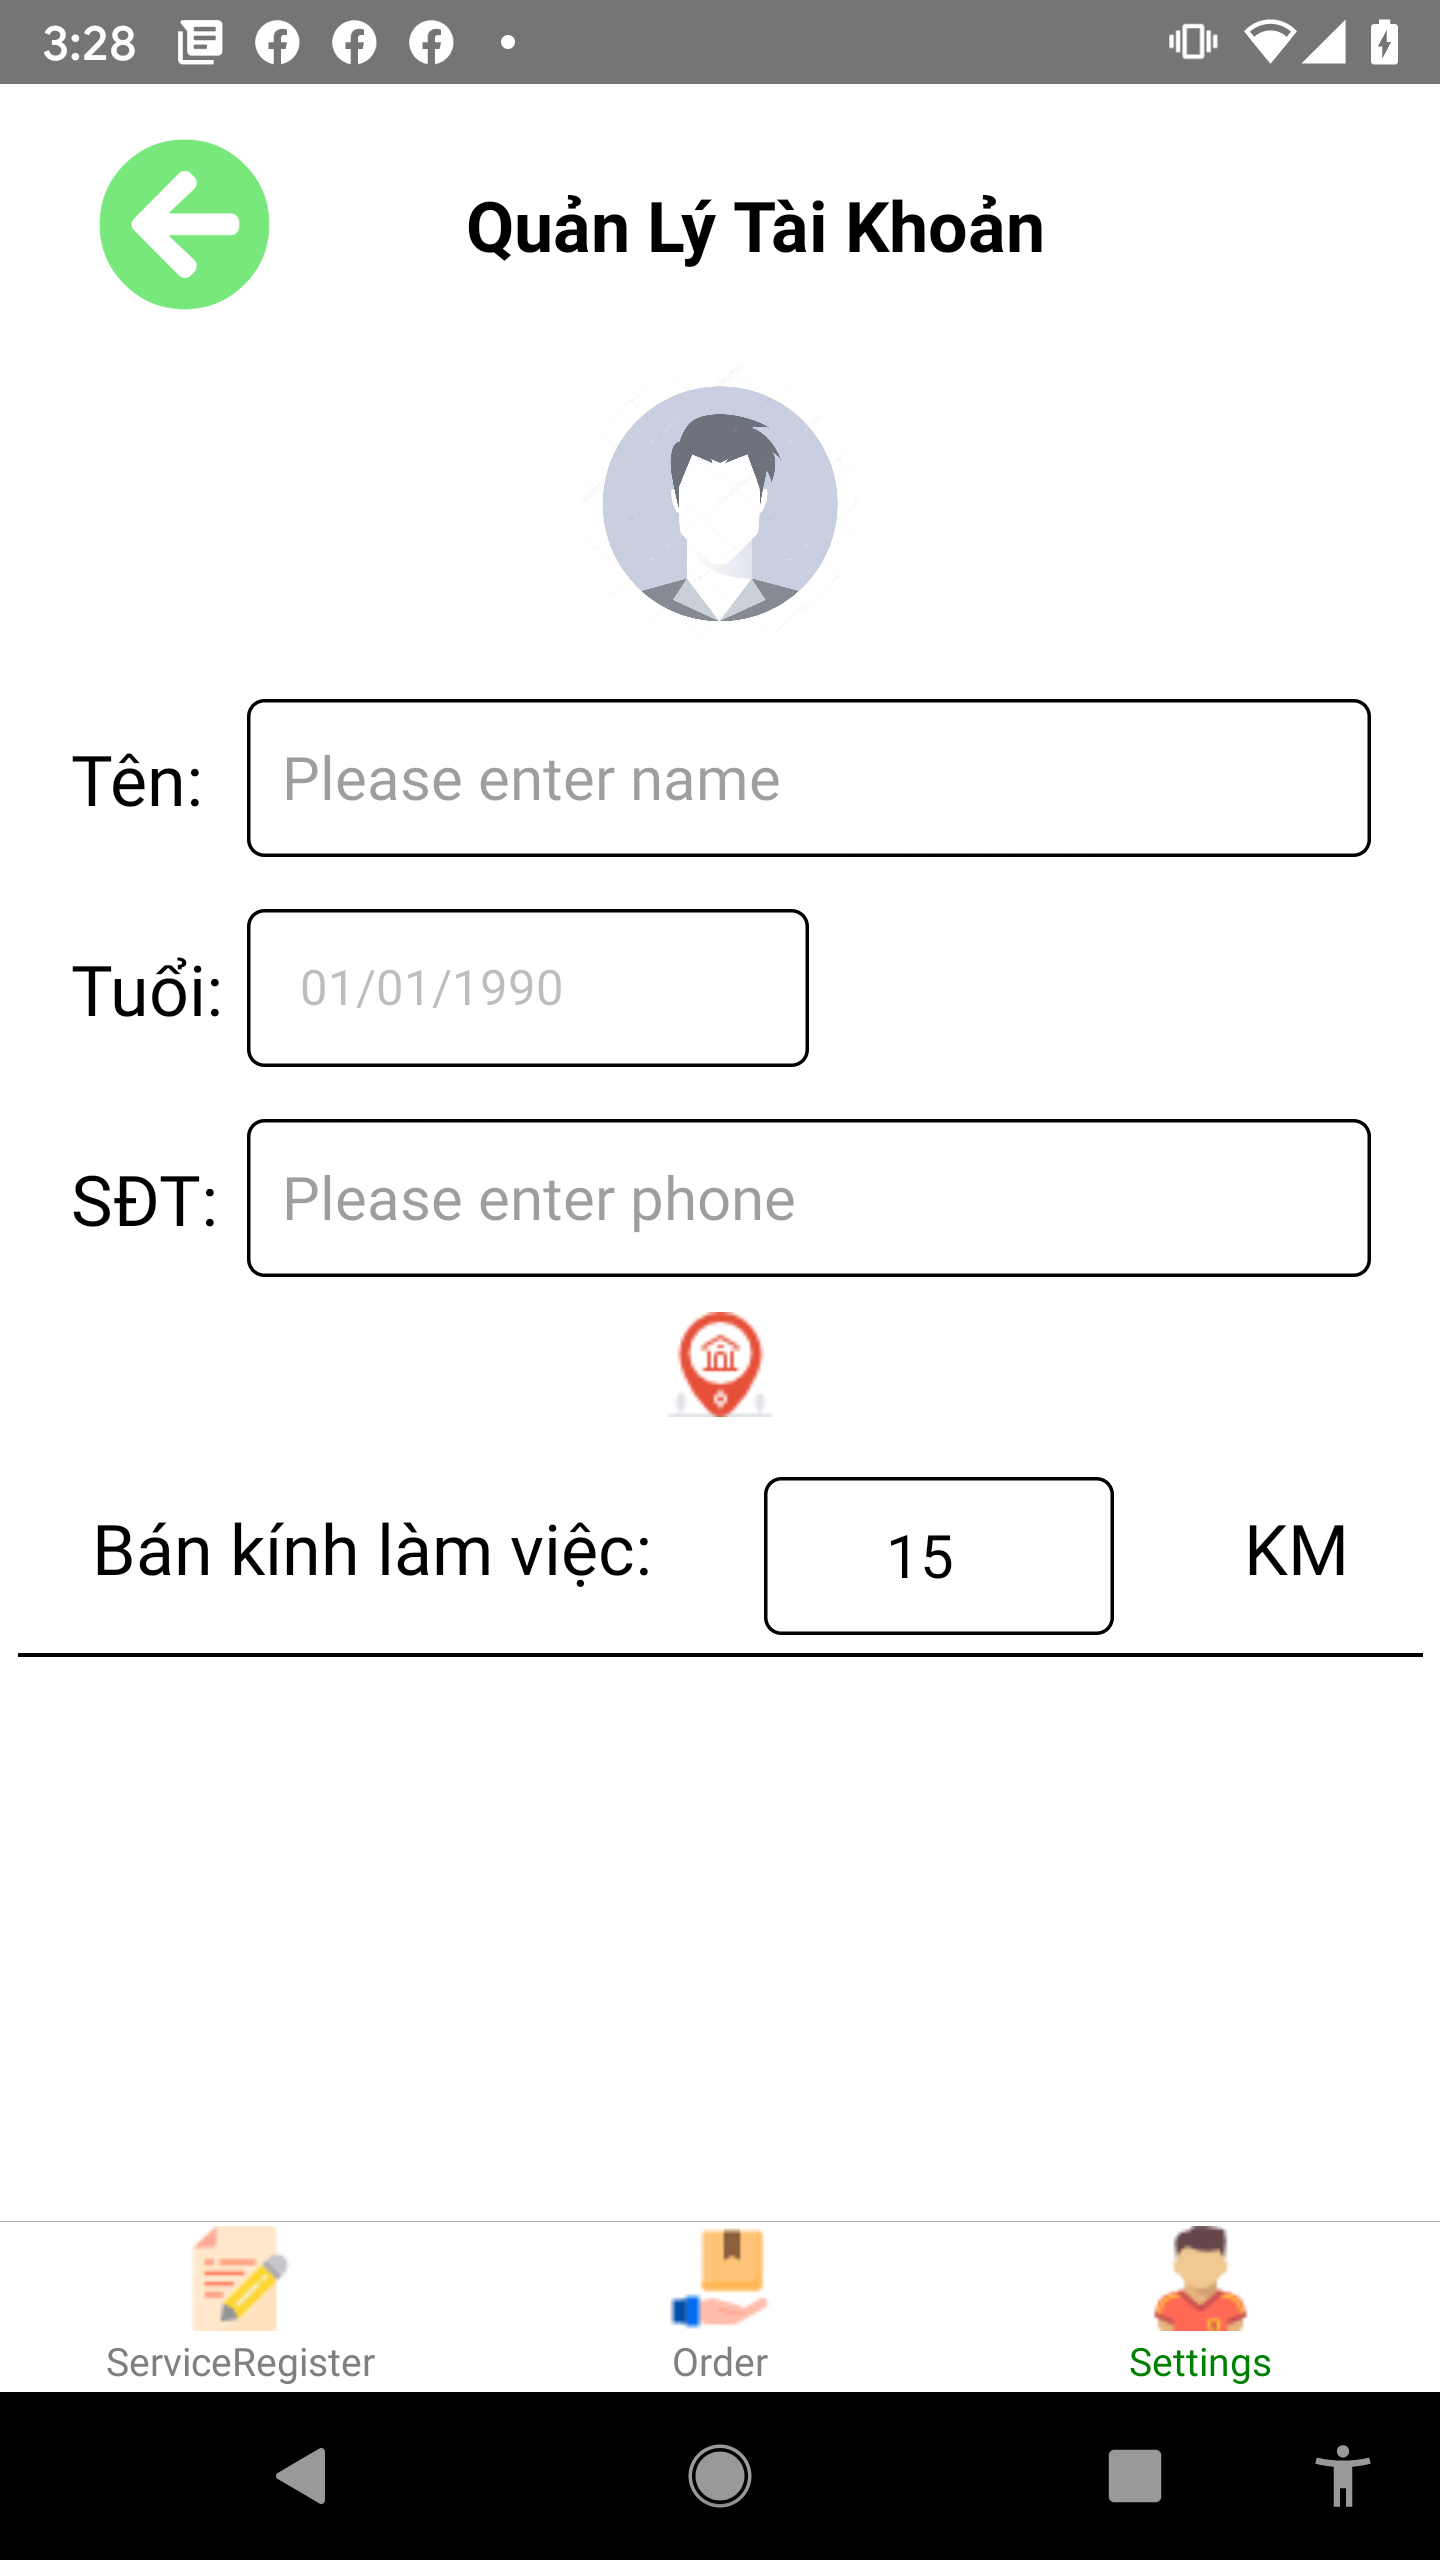 3:28
Quản Lý Tài Khoản
Tên: Please enter name
Tuổi: 01/01/1990
SĐT: Please enter phone
Bán kính làm việc: 15 KM
ServiceRegister Order Settings